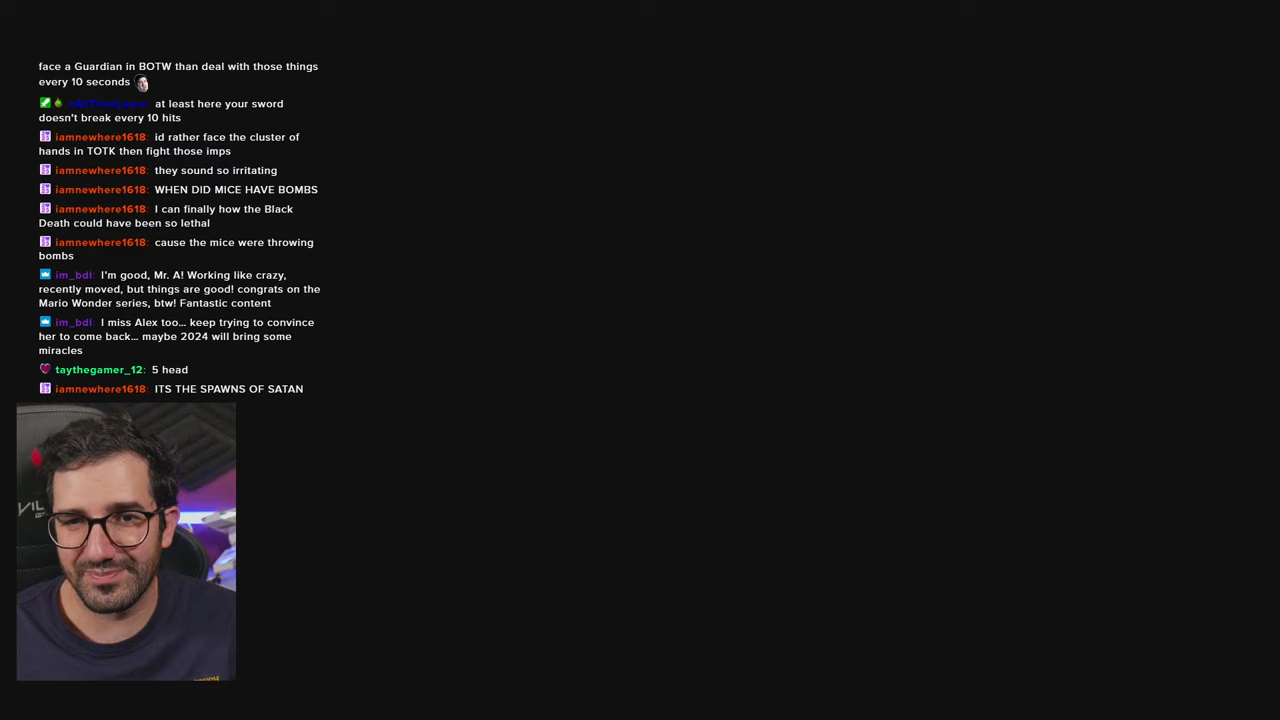 face a Guardian in BOTW than deal with those things
every 10 seconds
at least here your sword
doesn't break every 10 hits
iamnewhere1618: id rather face the cluster of
hands in TOTK then fight those imps
iamnewhere1618: they sound so irritating
iamnewhere1618: WHEN DID MICE HAVE BOMBS
iamnewhere1618: I can finally how the Black
Death could have been so lethal
iamnewhere1618: cause the mice were throwing
bombs
im_bdl: I'm good, Mr. A! Working like crazy,
recently moved, but things are good! congrats on the
Mario Wonder series, btw! Fantastic content
im_bdl: I miss Alex too... keep trying to convince
her to come back... maybe 2024 will bring some
miracles
taythegamer_12: 5 head
iamnewhere1618: ITS THE SPAWNS OF SATAN